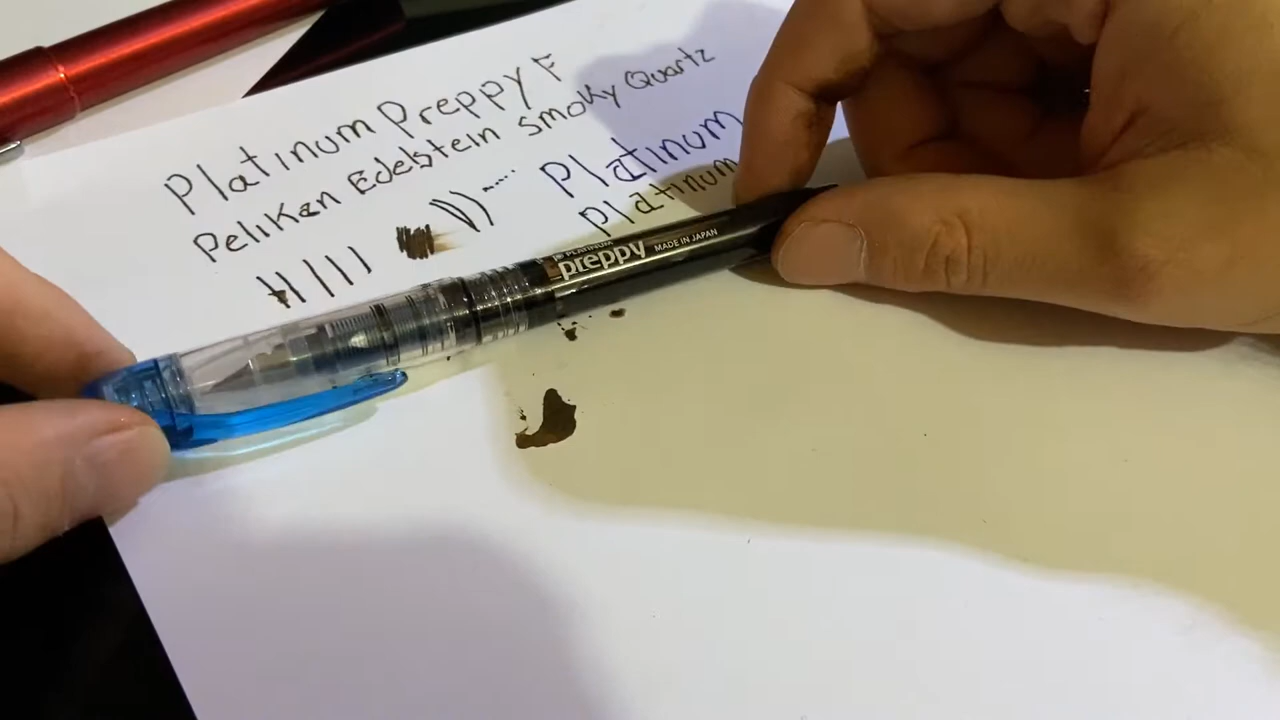 Platinum Preppy F
Pelikan Edelstein Smoky Quartz
Platinum
Platinum
PLATINUM
preppy MADE IN JAPAN